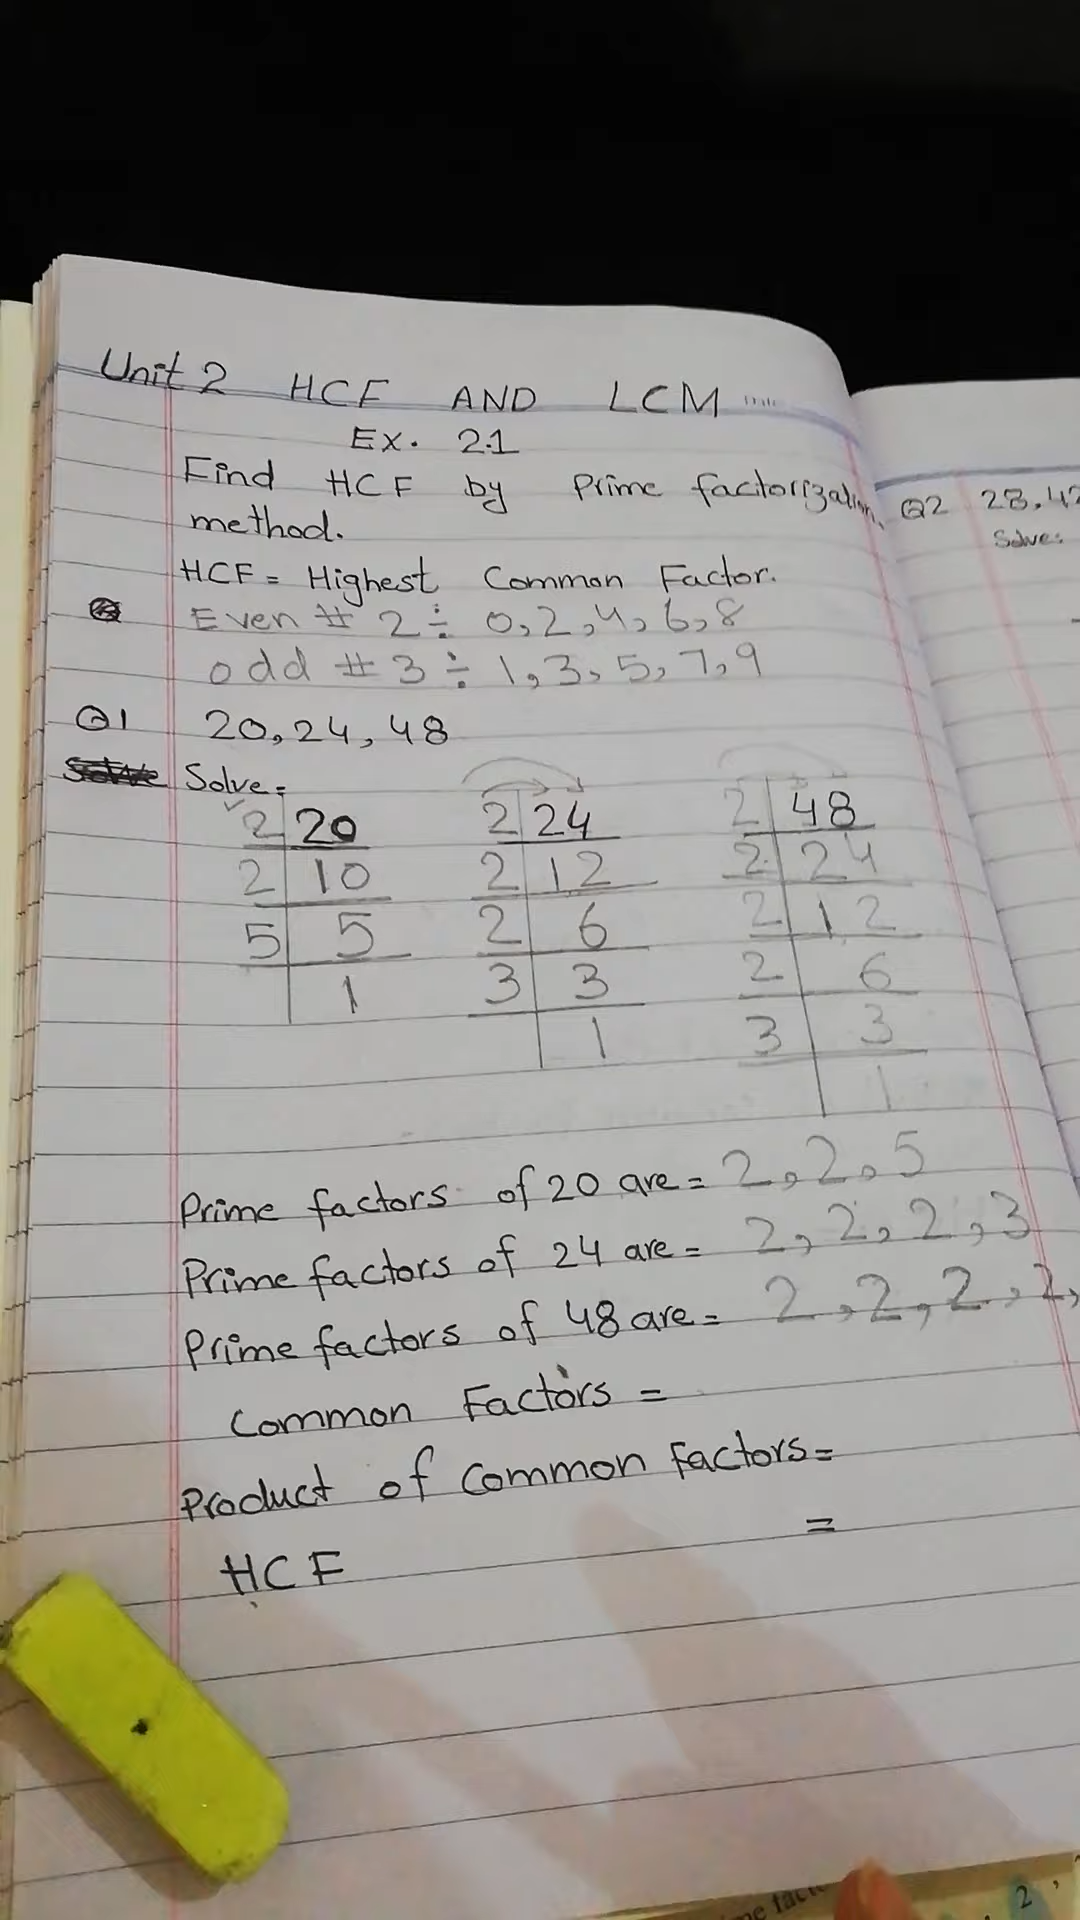 Unit 2 HCF AND LCM
Ex. 2.1
Find HCF by Prime factorization
method.
HCF = Highest Common Factor.
Even # 2 ÷ 0,2,4,6,8
odd # 3 ÷ 1,3,5,7,9
Q1 20,24,48
Solve Solve=
2 20 2 24 2 48
2 10 2 12 2 24
5 5 2 6 2 12
1 3 3 2 6
1 3 3
1
Prime factors of 20 are = 2,2,5
Prime factors of 24 are = 2,2,2,3
Prime factors of 48 are = 2,2,2,2,
Common Factors =
Product of Common factors=
HCF =
Q2 28,42
Solve:
2,